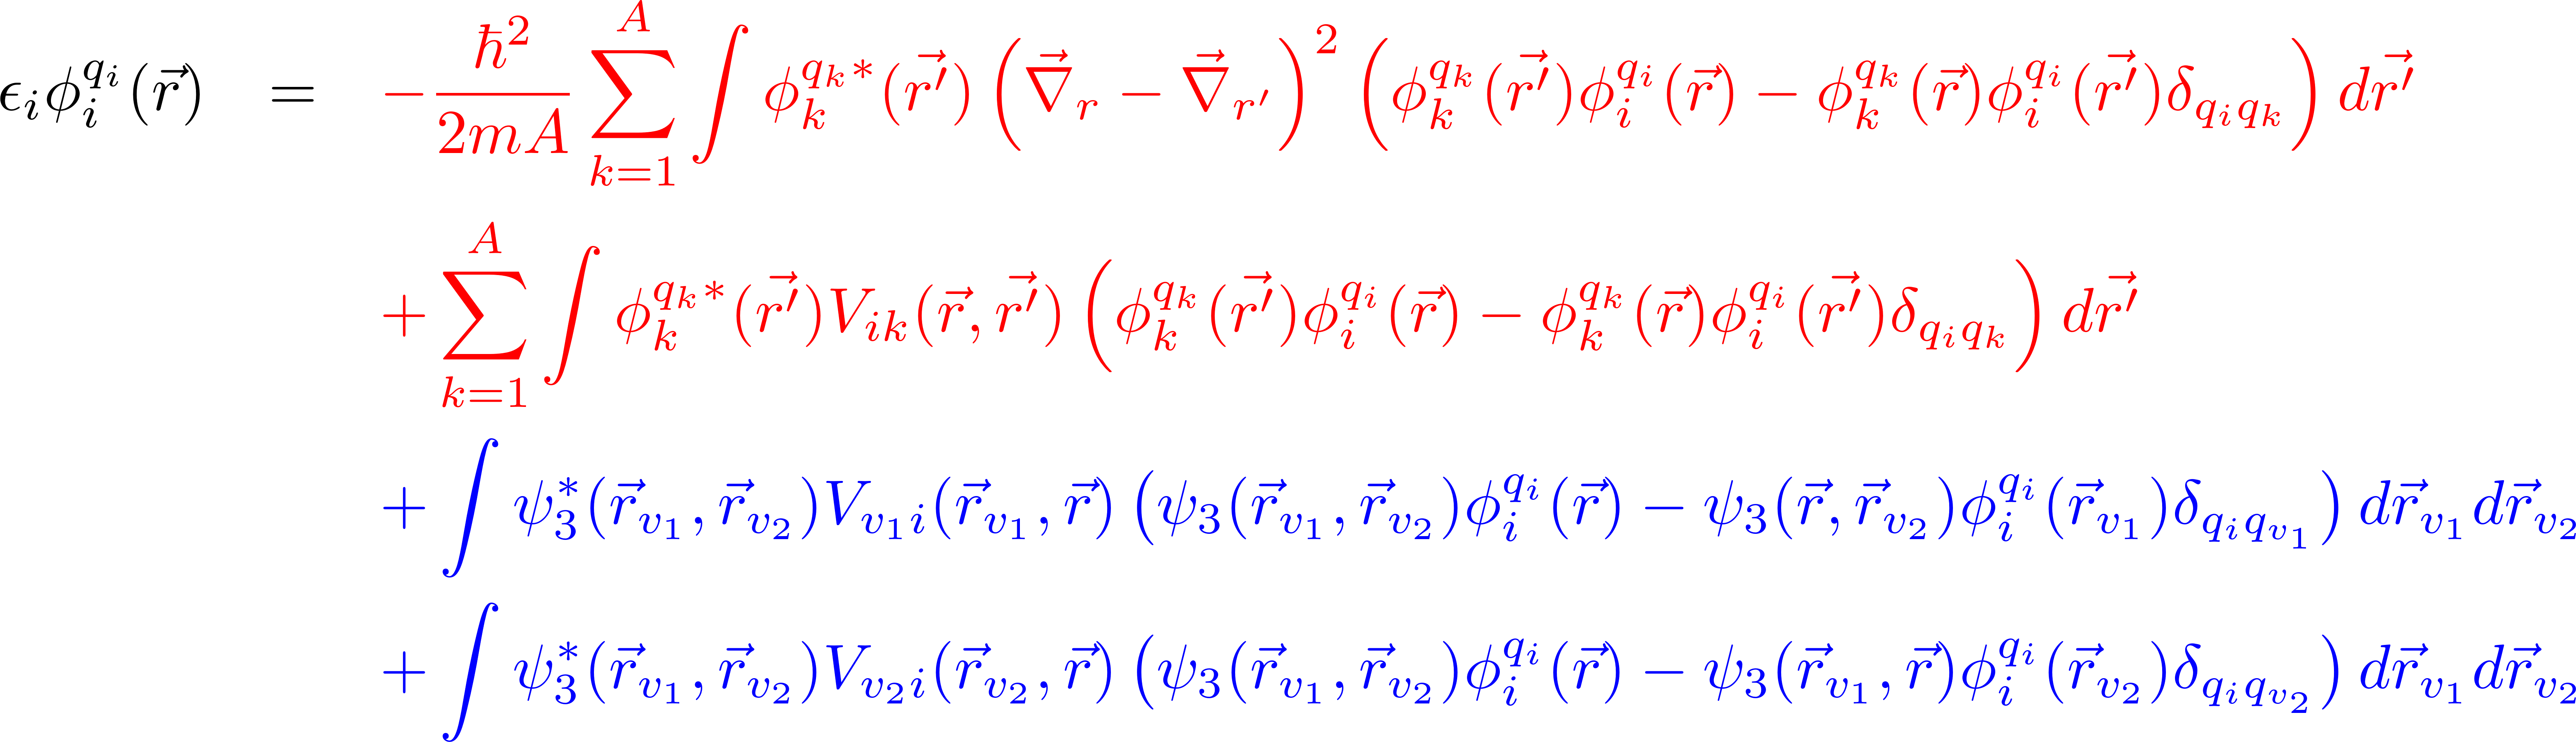 $\epsilon_i \phi_i^{q_i}(\vec{r}) \quad = \quad -\frac{\hbar^2}{2mA} \sum_{k=1}^{A} \int \phi_k^{q_k *}(\vec{r'}) \left( \vec{\nabla}_r - \vec{\nabla}_{r'} \right)^2 \left( \phi_k^{q_k}(\vec{r'}) \phi_i^{q_i}(\vec{r}) - \phi_k^{q_k}(\vec{r}) \phi_i^{q_i}(\vec{r'}) \delta_{q_i q_k} \right) d\vec{r'}$
$+ \sum_{k=1}^{A} \int \phi_k^{q_k *}(\vec{r'}) V_{ik}(\vec{r}, \vec{r'}) \left( \phi_k^{q_k}(\vec{r'}) \phi_i^{q_i}(\vec{r}) - \phi_k^{q_k}(\vec{r}) \phi_i^{q_i}(\vec{r'}) \delta_{q_i q_k} \right) d\vec{r'}$
$+ \int \psi_3^*(\vec{r}_{v_1}, \vec{r}_{v_2}) V_{v_1 i}(\vec{r}_{v_1}, \vec{r}) \left( \psi_3(\vec{r}_{v_1}, \vec{r}_{v_2}) \phi_i^{q_i}(\vec{r}) - \psi_3(\vec{r}, \vec{r}_{v_2}) \phi_i^{q_i}(\vec{r}_{v_1}) \delta_{q_i q_{v_1}} \right) d\vec{r}_{v_1} d\vec{r}_{v_2}$
$+ \int \psi_3^*(\vec{r}_{v_1}, \vec{r}_{v_2}) V_{v_2 i}(\vec{r}_{v_2}, \vec{r}) \left( \psi_3(\vec{r}_{v_1}, \vec{r}_{v_2}) \phi_i^{q_i}(\vec{r}) - \psi_3(\vec{r}_{v_1}, \vec{r}) \phi_i^{q_i}(\vec{r}_{v_2}) \delta_{q_i q_{v_2}} \right) d\vec{r}_{v_1} d\vec{r}_{v_2}$